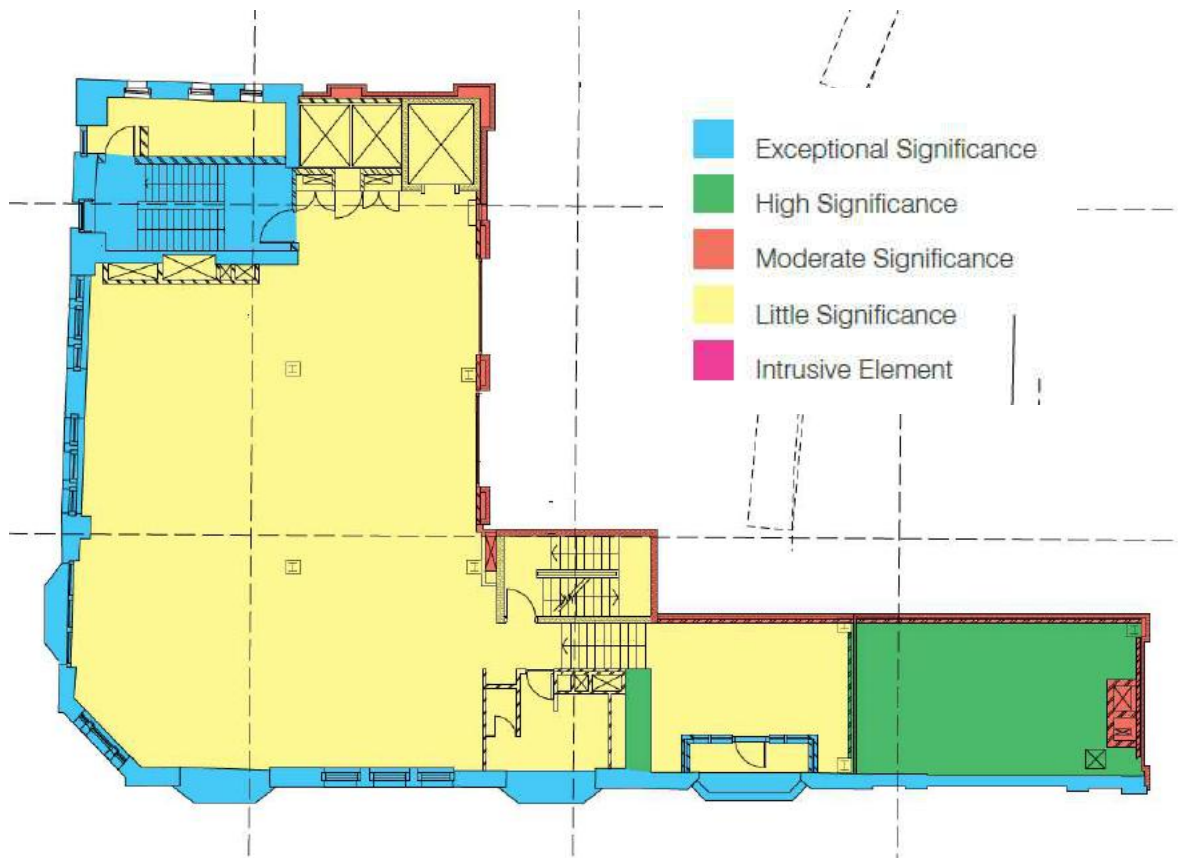 Exceptional Significance
High Significance
Moderate Significance
Little Significance
Intrusive Element